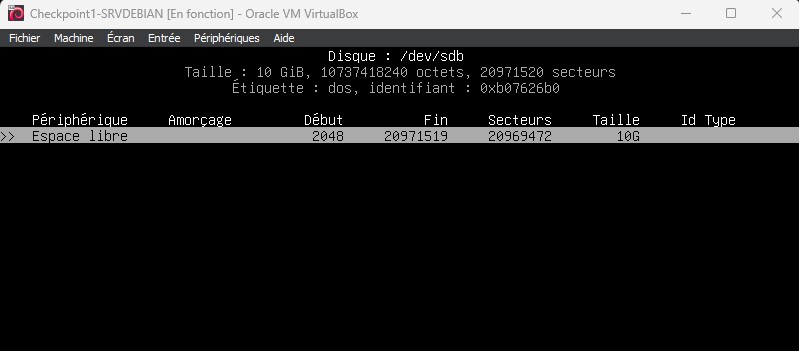 Checkpoint1-SRVDEBIAN [En fonction] - Oracle VM VirtualBox
Fichier Machine Écran Entrée Périphériques Aide
Disque : /dev/sdb
Taille : 10 GiB, 10737418240 octets, 20971520 secteurs
Étiquette : dos, identifiant : 0xb07626b0
Périphérique Amorçage Début Fin Secteurs Taille Id Type
>> Espace libre 2048 20971519 20969472 10G